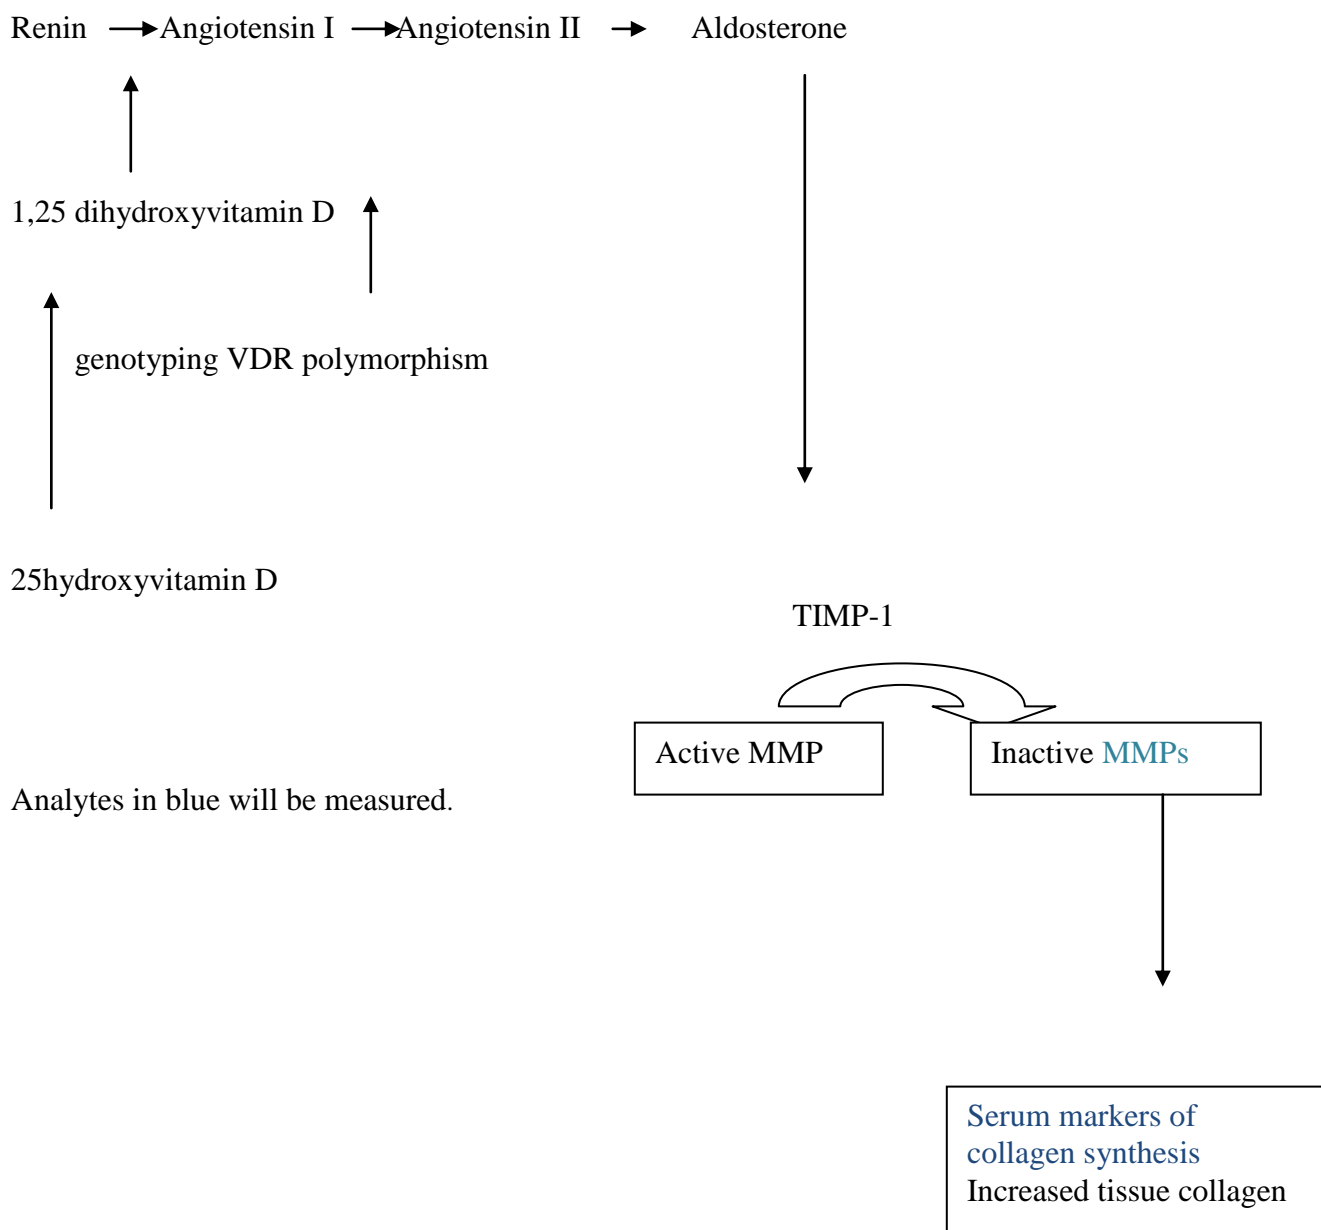 Renin Angiotensin I Angiotensin II Aldosterone
1,25 dihydroxyvitamin D
genotyping VDR polymorphism
25hydroxyvitamin D
TIMP-1
Active MMP Inactive MMPs
Analytes in blue will be measured.
Serum markers of
collagen synthesis
Increased tissue collagen